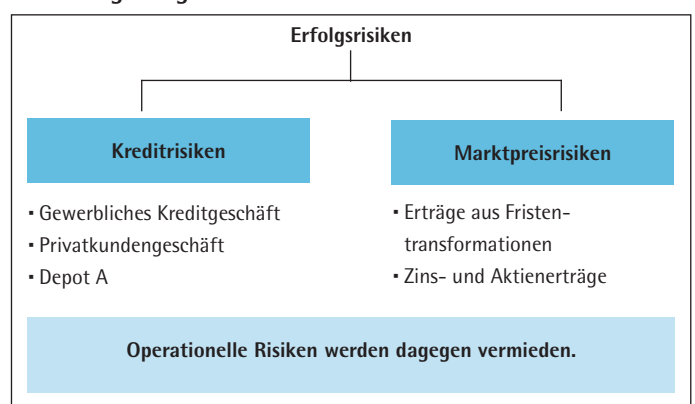 Erfolgsrisiken
Kreditrisiken
▪ Gewerbliches Kreditgeschäft
▪ Privatkundengeschäft
▪ Depot A
Marktpreisrisiken
▪ Erträge aus Fristen-
transformationen
▪ Zins- und Aktienerträge
Operationelle Risiken werden dagegen vermieden.